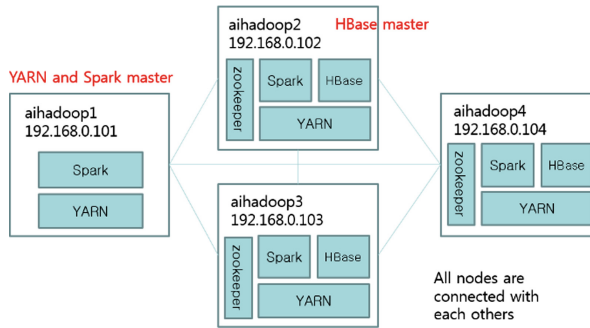 YARN and Spark master
aihadoop1
192.168.0.101
Spark
YARN
aihadoop2
192.168.0.102
HBase master
zookeeper
Spark
HBase
YARN
aihadoop3
192.168.0.103
zookeeper
Spark
HBase
YARN
aihadoop4
192.168.0.104
zookeeper
Spark
HBase
YARN
All nodes are
connected with
each others